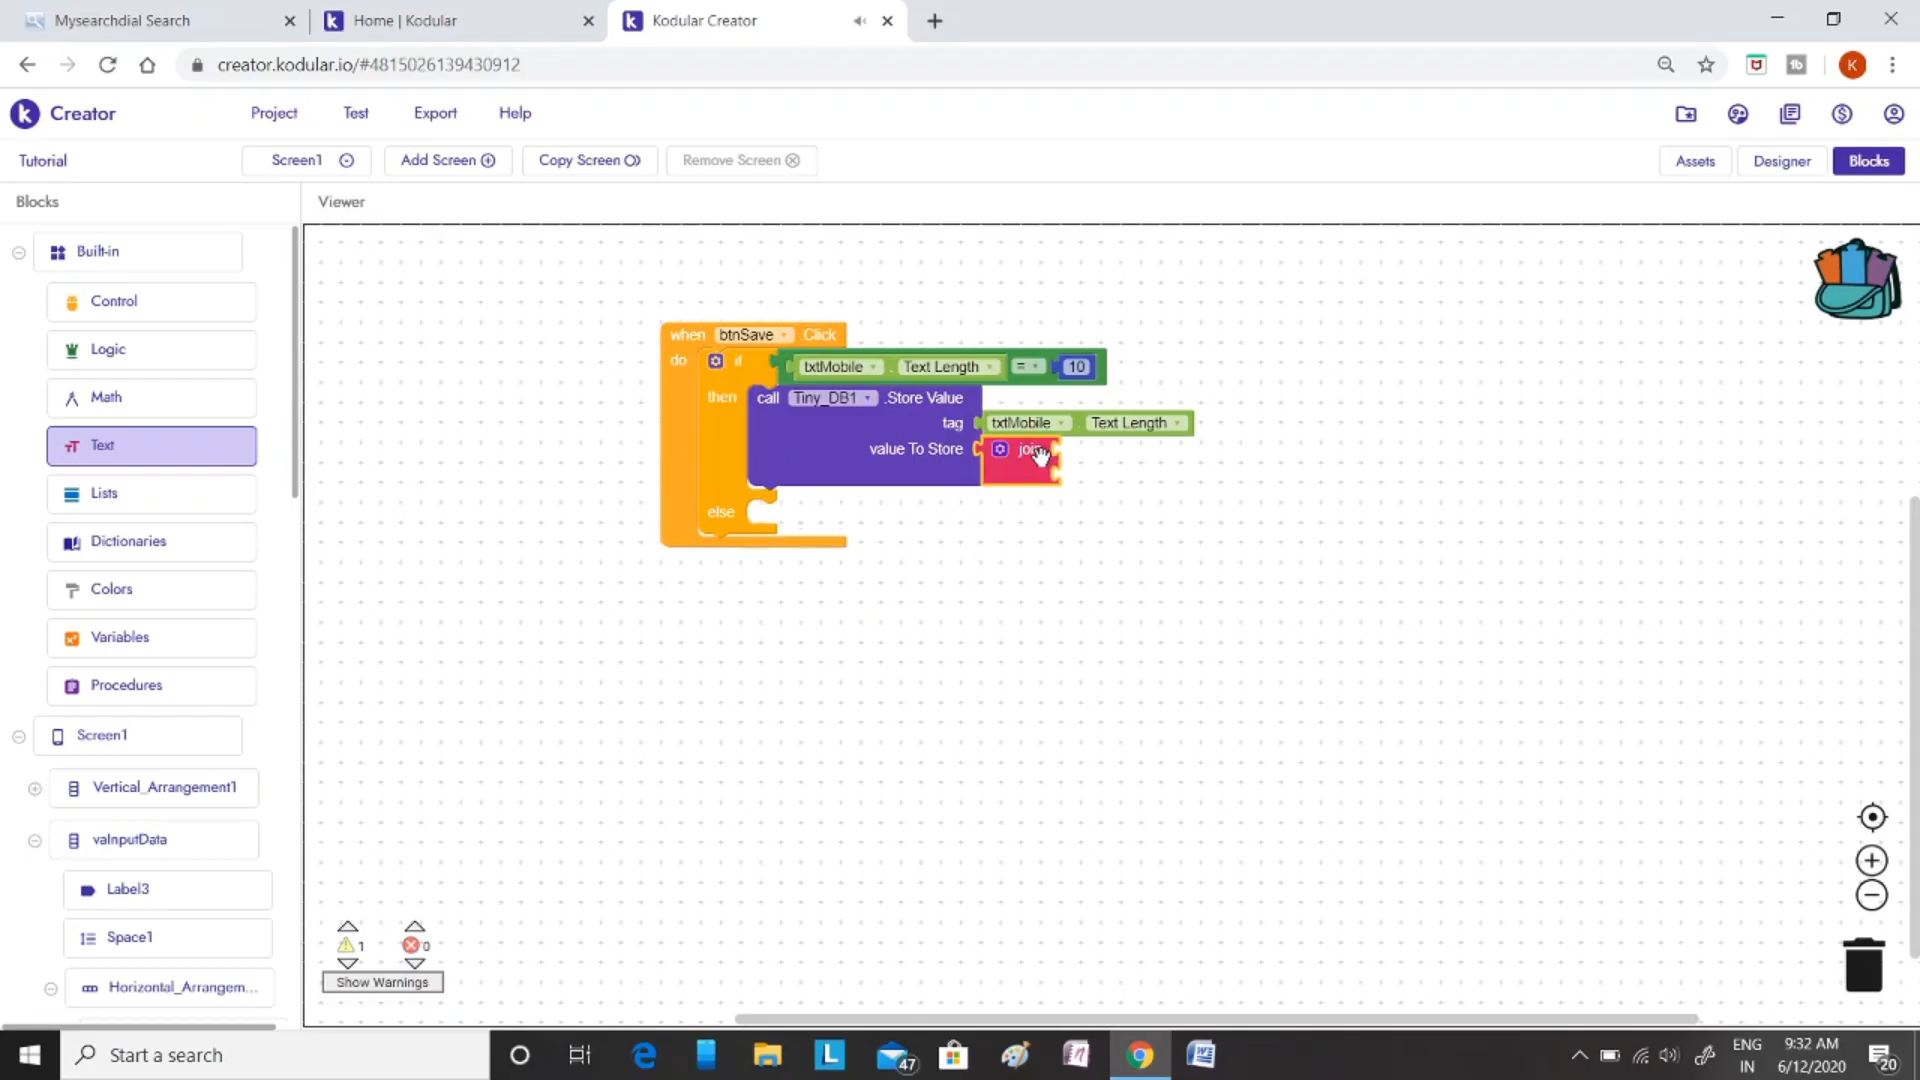 Mysearchdial Search
Home | Kodular
Kodular Creator
creator.kodular.io/#4815026139430912
K
Creator
Project
Test
Export
Help
Tutorial
Screen1
Add Screen
Copy Screen
Remove Screen
Assets
Designer
Blocks
Blocks
Viewer
Built-in
Control
Logic
Math
Text
Lists
Dictionaries
Colors
Variables
Procedures
Screen1
Vertical_Arrangement1
vaInputData
Label3
Space1
Horizontal_Arrangem...
when btnSave Click
do if txtMobile . Text Length = 10
then call Tiny_DB1 .Store Value
tag txtMobile . Text Length
value To Store join
else
1 0
Show Warnings
Start a search
47
ENG
IN
9:32 AM
6/12/2020
20